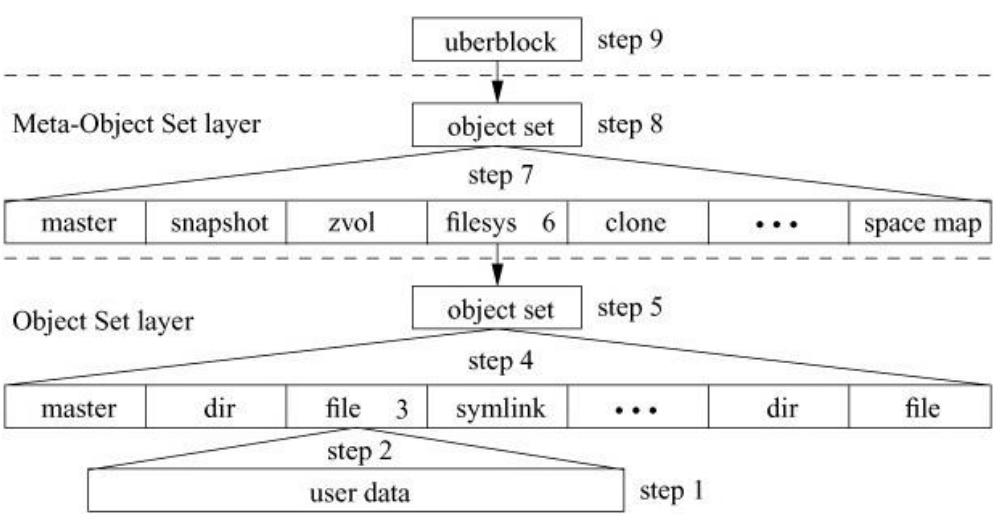 uberblock step 9
Meta-Object Set layer object set step 8
step 7
master snapshot zvol filesys 6 clone ••• space map
object set step 5
Object Set layer
step 4
master dir file 3 symlink ••• dir file
step 2
user data step 1